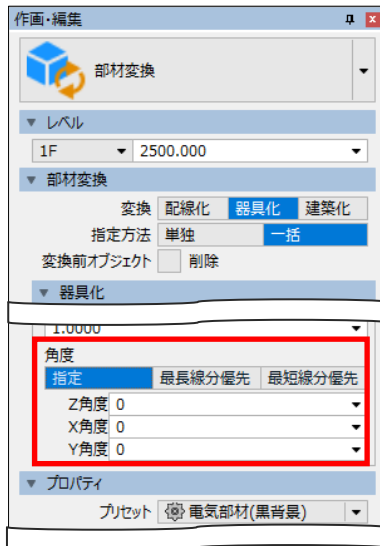 作画・編集
部材変換
レベル
1F 2500.000
部材変換
変換 配線化 器具化 建築化
指定方法 単独 一括
変換前オブジェクト 削除
器具化
1.0000
角度
指定 最長線分優先 最短線分優先
Z角度 0
X角度 0
Y角度 0
プロパティ
プリセット 電気部材(黒背景)